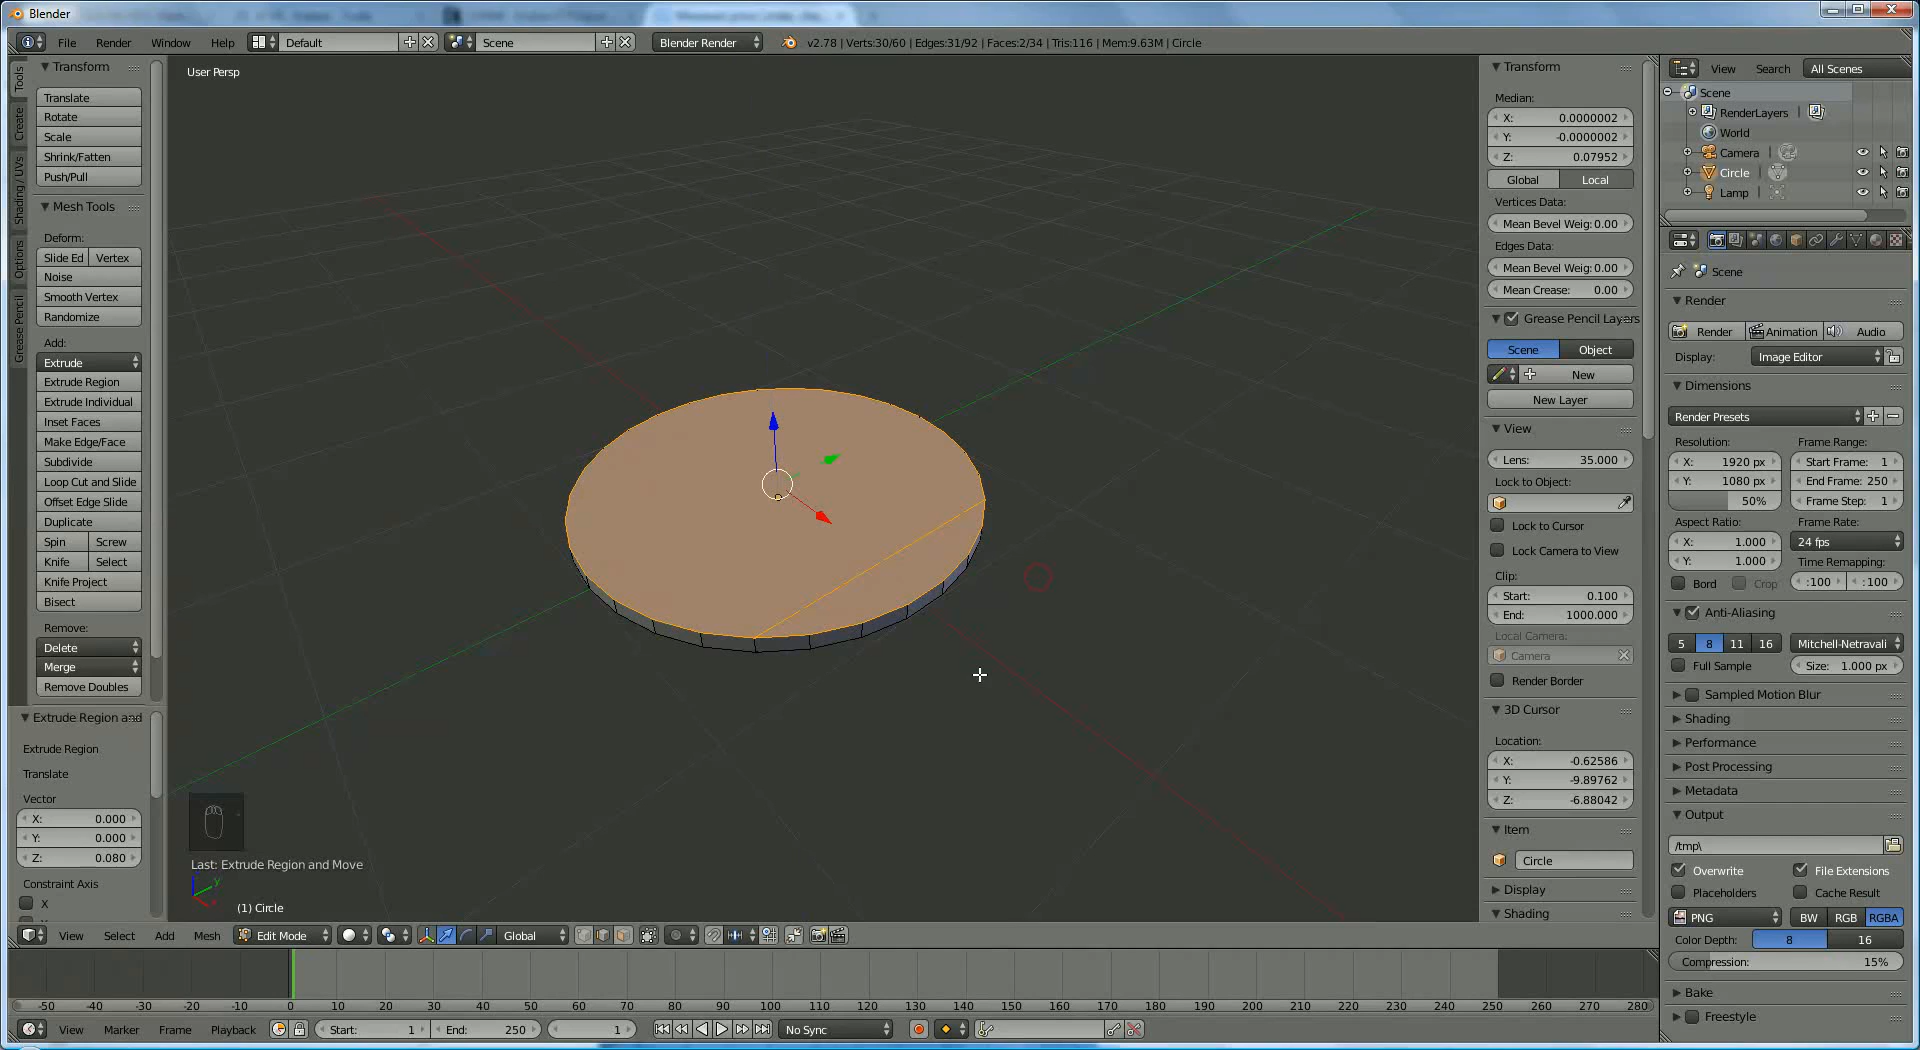 Blender
File Render Window Help Default Scene Blender Render v2.78 | Verts:30/60 | Edges:31/92 | Faces:2/34 | Tris:116 | Mem:9.63M | Circle
Tools
Create
Shading / UVs
Options
Grease Pencil
Transform
Translate
Rotate
Scale
Shrink/Fatten
Push/Pull
Mesh Tools
Deform:
Slide Ed Vertex
Noise
Smooth Vertex
Randomize
Add:
Extrude
Extrude Region
Extrude Individual
Inset Faces
Make Edge/Face
Subdivide
Loop Cut and Slide
Offset Edge Slide
Duplicate
Spin Screw
Knife Select
Knife Project
Bisect
Remove:
Delete
Merge
Remove Doubles
Extrude Region and
Extrude Region
Translate
Vector
X: 0.000
Y: 0.000
Z: 0.080
Constraint Axis
X
User Persp
Last: Extrude Region and Move
y
(1) Circle
Transform
Median:
X: 0.0000002
Y: -0.0000002
Z: 0.07952
Global Local
Vertices Data:
Mean Bevel Weig: 0.00
Edges Data:
Mean Bevel Weig: 0.00
Mean Crease: 0.00
Grease Pencil Layers
Scene Object
New
New Layer
View
Lens: 35.000
Lock to Object:
Lock to Cursor
Lock Camera to View
Clip:
Start: 0.100
End: 1000.000
Local Camera:
Camera
Render Border
3D Cursor
Location:
X: -0.62586
Y: -9.89762
Z: -6.88042
Item
Circle
Display
Shading
View Search All Scenes
Scene
RenderLayers
World
Camera
Circle
Lamp
Scene
Render
Render Animation Audio
Display: Image Editor
Dimensions
Render Presets
Resolution: Frame Range:
X: 1920 px Start Frame: 1
Y: 1080 px End Frame: 250
50% Frame Step: 1
Aspect Ratio: Frame Rate:
X: 1.000 24 fps
Y: 1.000 Time Remapping:
Bord Crop :100 :100
Anti-Aliasing
5 8 11 16 Mitchell-Netravali
Full Sample Size: 1.000 px
Sampled Motion Blur
Shading
Performance
Post Processing
Metadata
Output
/tmp\
Overwrite File Extensions
Placeholders Cache Result
PNG BW RGB RGBA
Color Depth: 8 16
Compression: 15%
Bake
Freestyle
View Select Add Mesh Edit Mode Global
-50 -40 -30 -20 -10 0 10 20 30 40 50 60 70 80 90 100 110 120 130 140 150 160 170 180 190 200 210 220 230 240 250 260 270 280
View Marker Frame Playback Start: 1 End: 250 1 No Sync